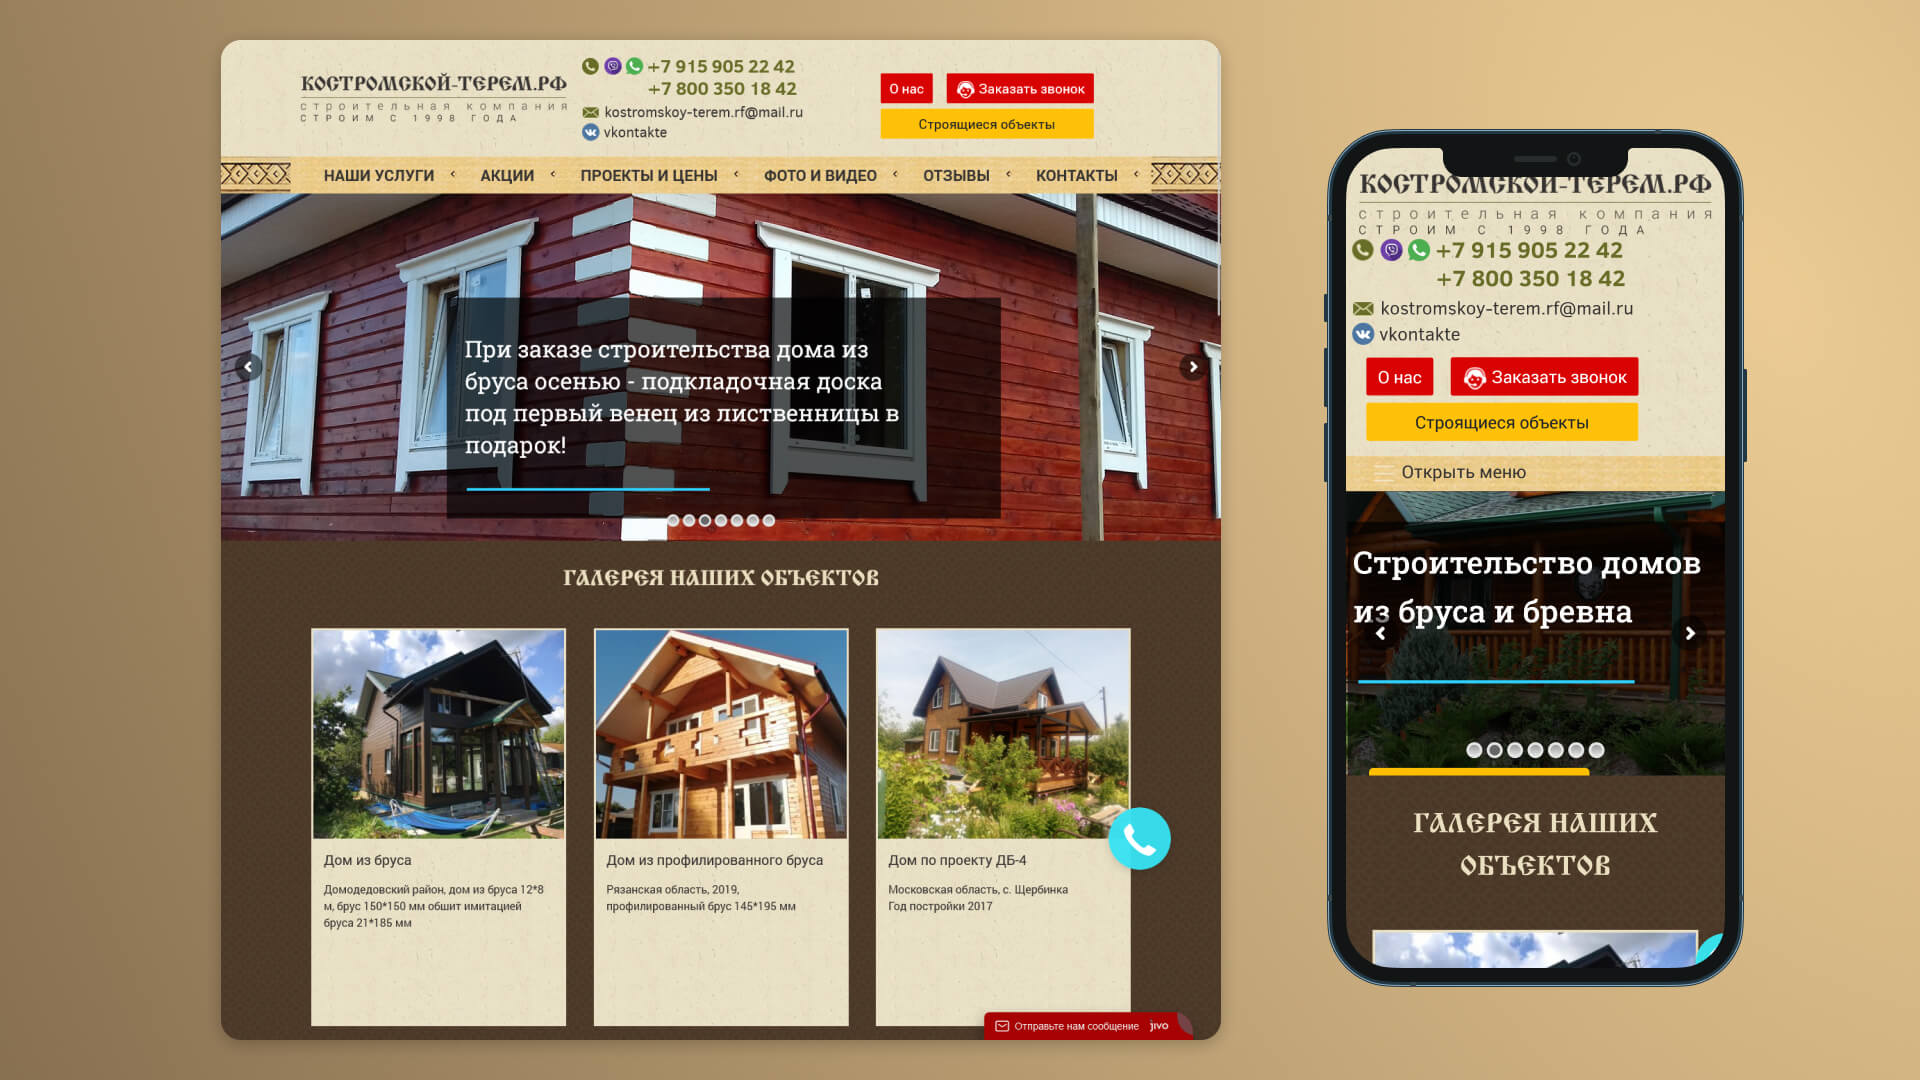 КОСТРОМСКОЙ-ТЕРЕМ.РФ
строительная компания
СТРОИМ С 1998 ГОДА
+7 915 905 22 42
+7 800 350 18 42
kostromskoy-terem.rf@mail.ru
vkontakte
О нас
Заказать звонок
Строящиеся объекты
НАШИ УСЛУГИ АКЦИИ ПРОЕКТЫ И ЦЕНЫ ФОТО И ВИДЕО ОТЗЫВЫ КОНТАКТЫ
При заказе строительства дома из
бруса осенью - подкладочная доска
под первый венец из лиственницы в
подарок!
ГАЛЕРЕЯ НАШИХ ОБЪЕКТОВ
Дом из бруса
Домодедовский район, дом из бруса 12*8
м, брус 150*150 мм обшит имитацией
бруса 21*185 мм
Дом из профилированного бруса
Рязанская область, 2019,
профилированный брус 145*195 мм
Дом по проекту ДБ-4
Московская область, с. Щербинка
Год постройки 2017
Отправьте нам сообщение jivo
КОСТРОМСКОЙ-ТЕРЕМ.РФ
строительная компания
СТРОИМ С 1998 ГОДА
+7 915 905 22 42
+7 800 350 18 42
kostromskoy-terem.rf@mail.ru
vkontakte
О нас
Заказать звонок
Строящиеся объекты
Открыть меню
Строительство домов
из бруса и бревна
ГАЛЕРЕЯ НАШИХ
ОБЪЕКТОВ